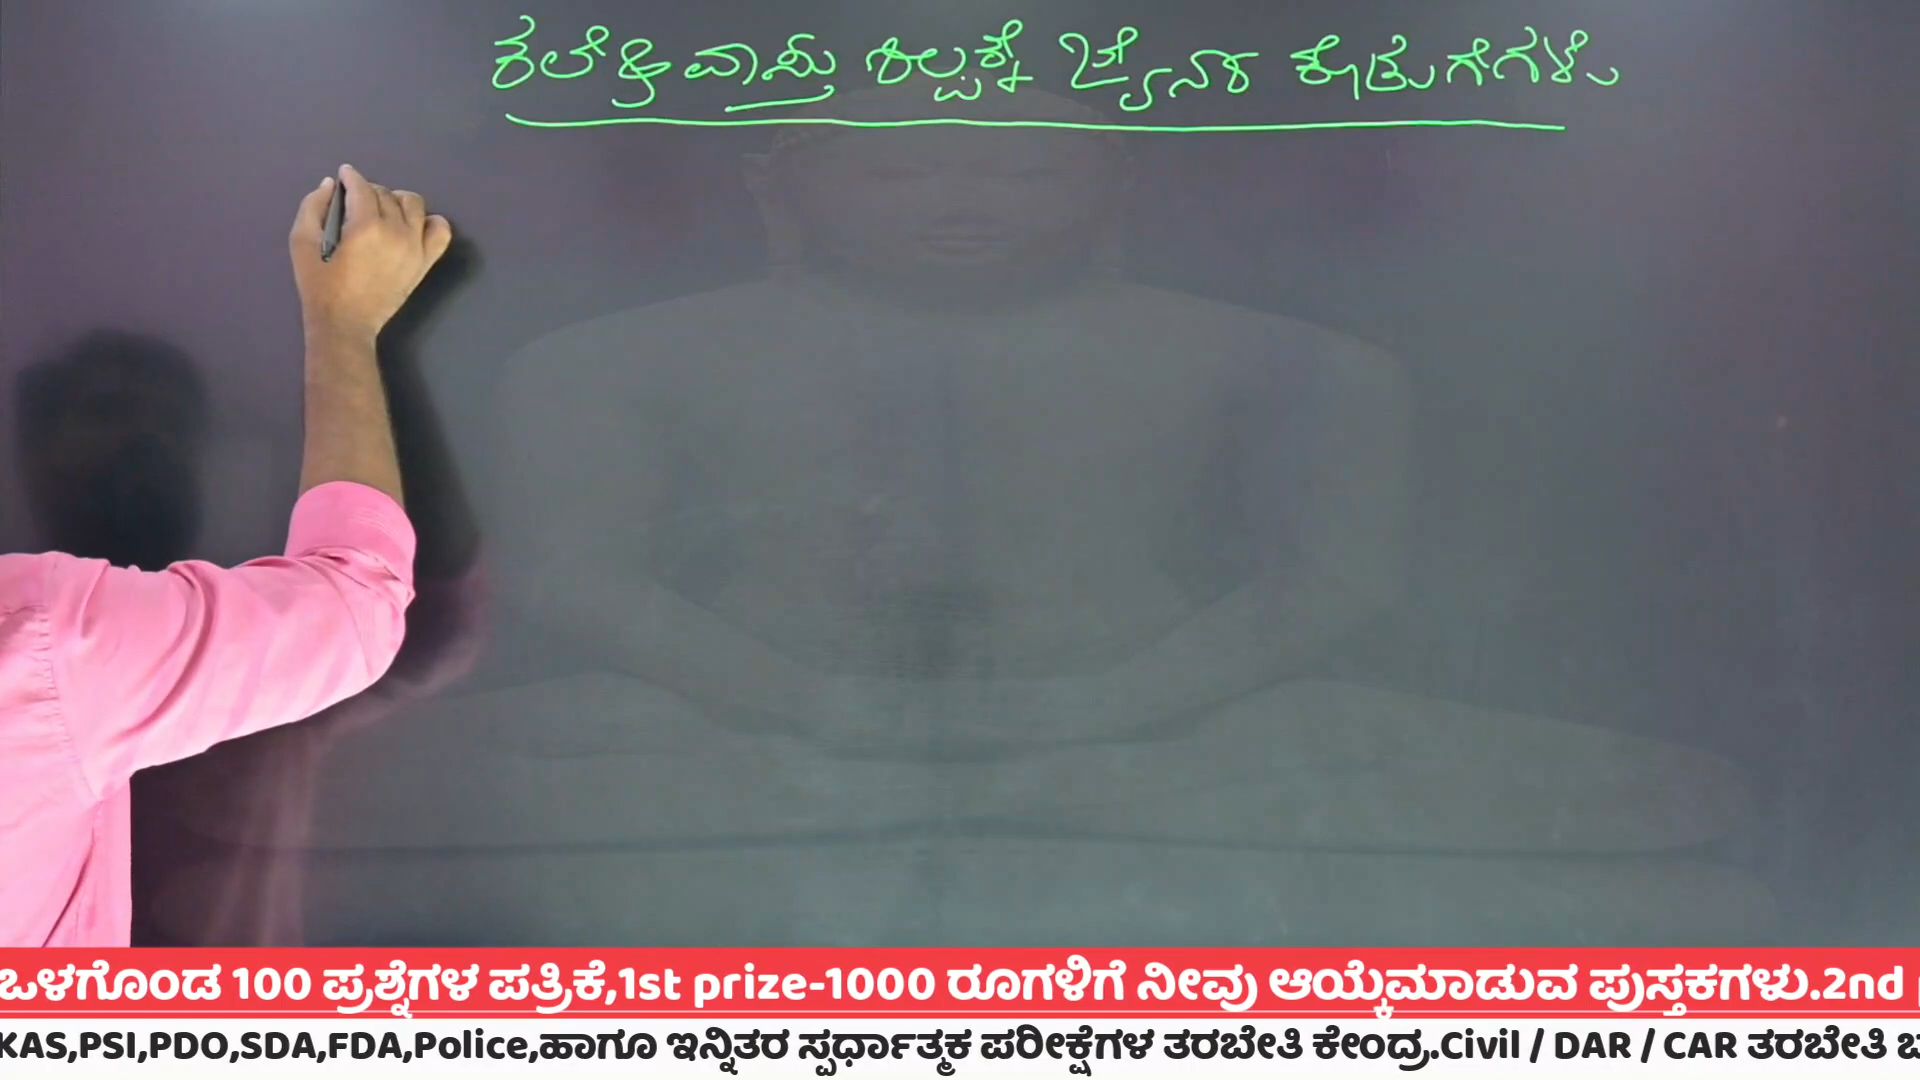 ಕಲೆ & ವಾಸ್ತು ಶಿಲ್ಪಕ್ಕೆ ಜೈನರ ಕೊಡುಗೆಗಳು
ಒಳಗೊಂಡ 100 ಪ್ರಶ್ನೆಗಳ ಪತ್ರಿಕೆ,1st prize-1000 ರೂಗಳಿಗೆ ನೀವು ಆಯ್ಕೆಮಾಡುವ ಪುಸ್ತಕಗಳು.2nd
KAS,PSI,PDO,SDA,FDA,Police,ಹಾಗೂ ಇನ್ನಿತರ ಸ್ಪರ್ಧಾತ್ಮಕ ಪರೀಕ್ಷೆಗಳ ತರಬೇತಿ ಕೇಂದ್ರ.Civil / DAR / CAR ತರಬೇತಿ